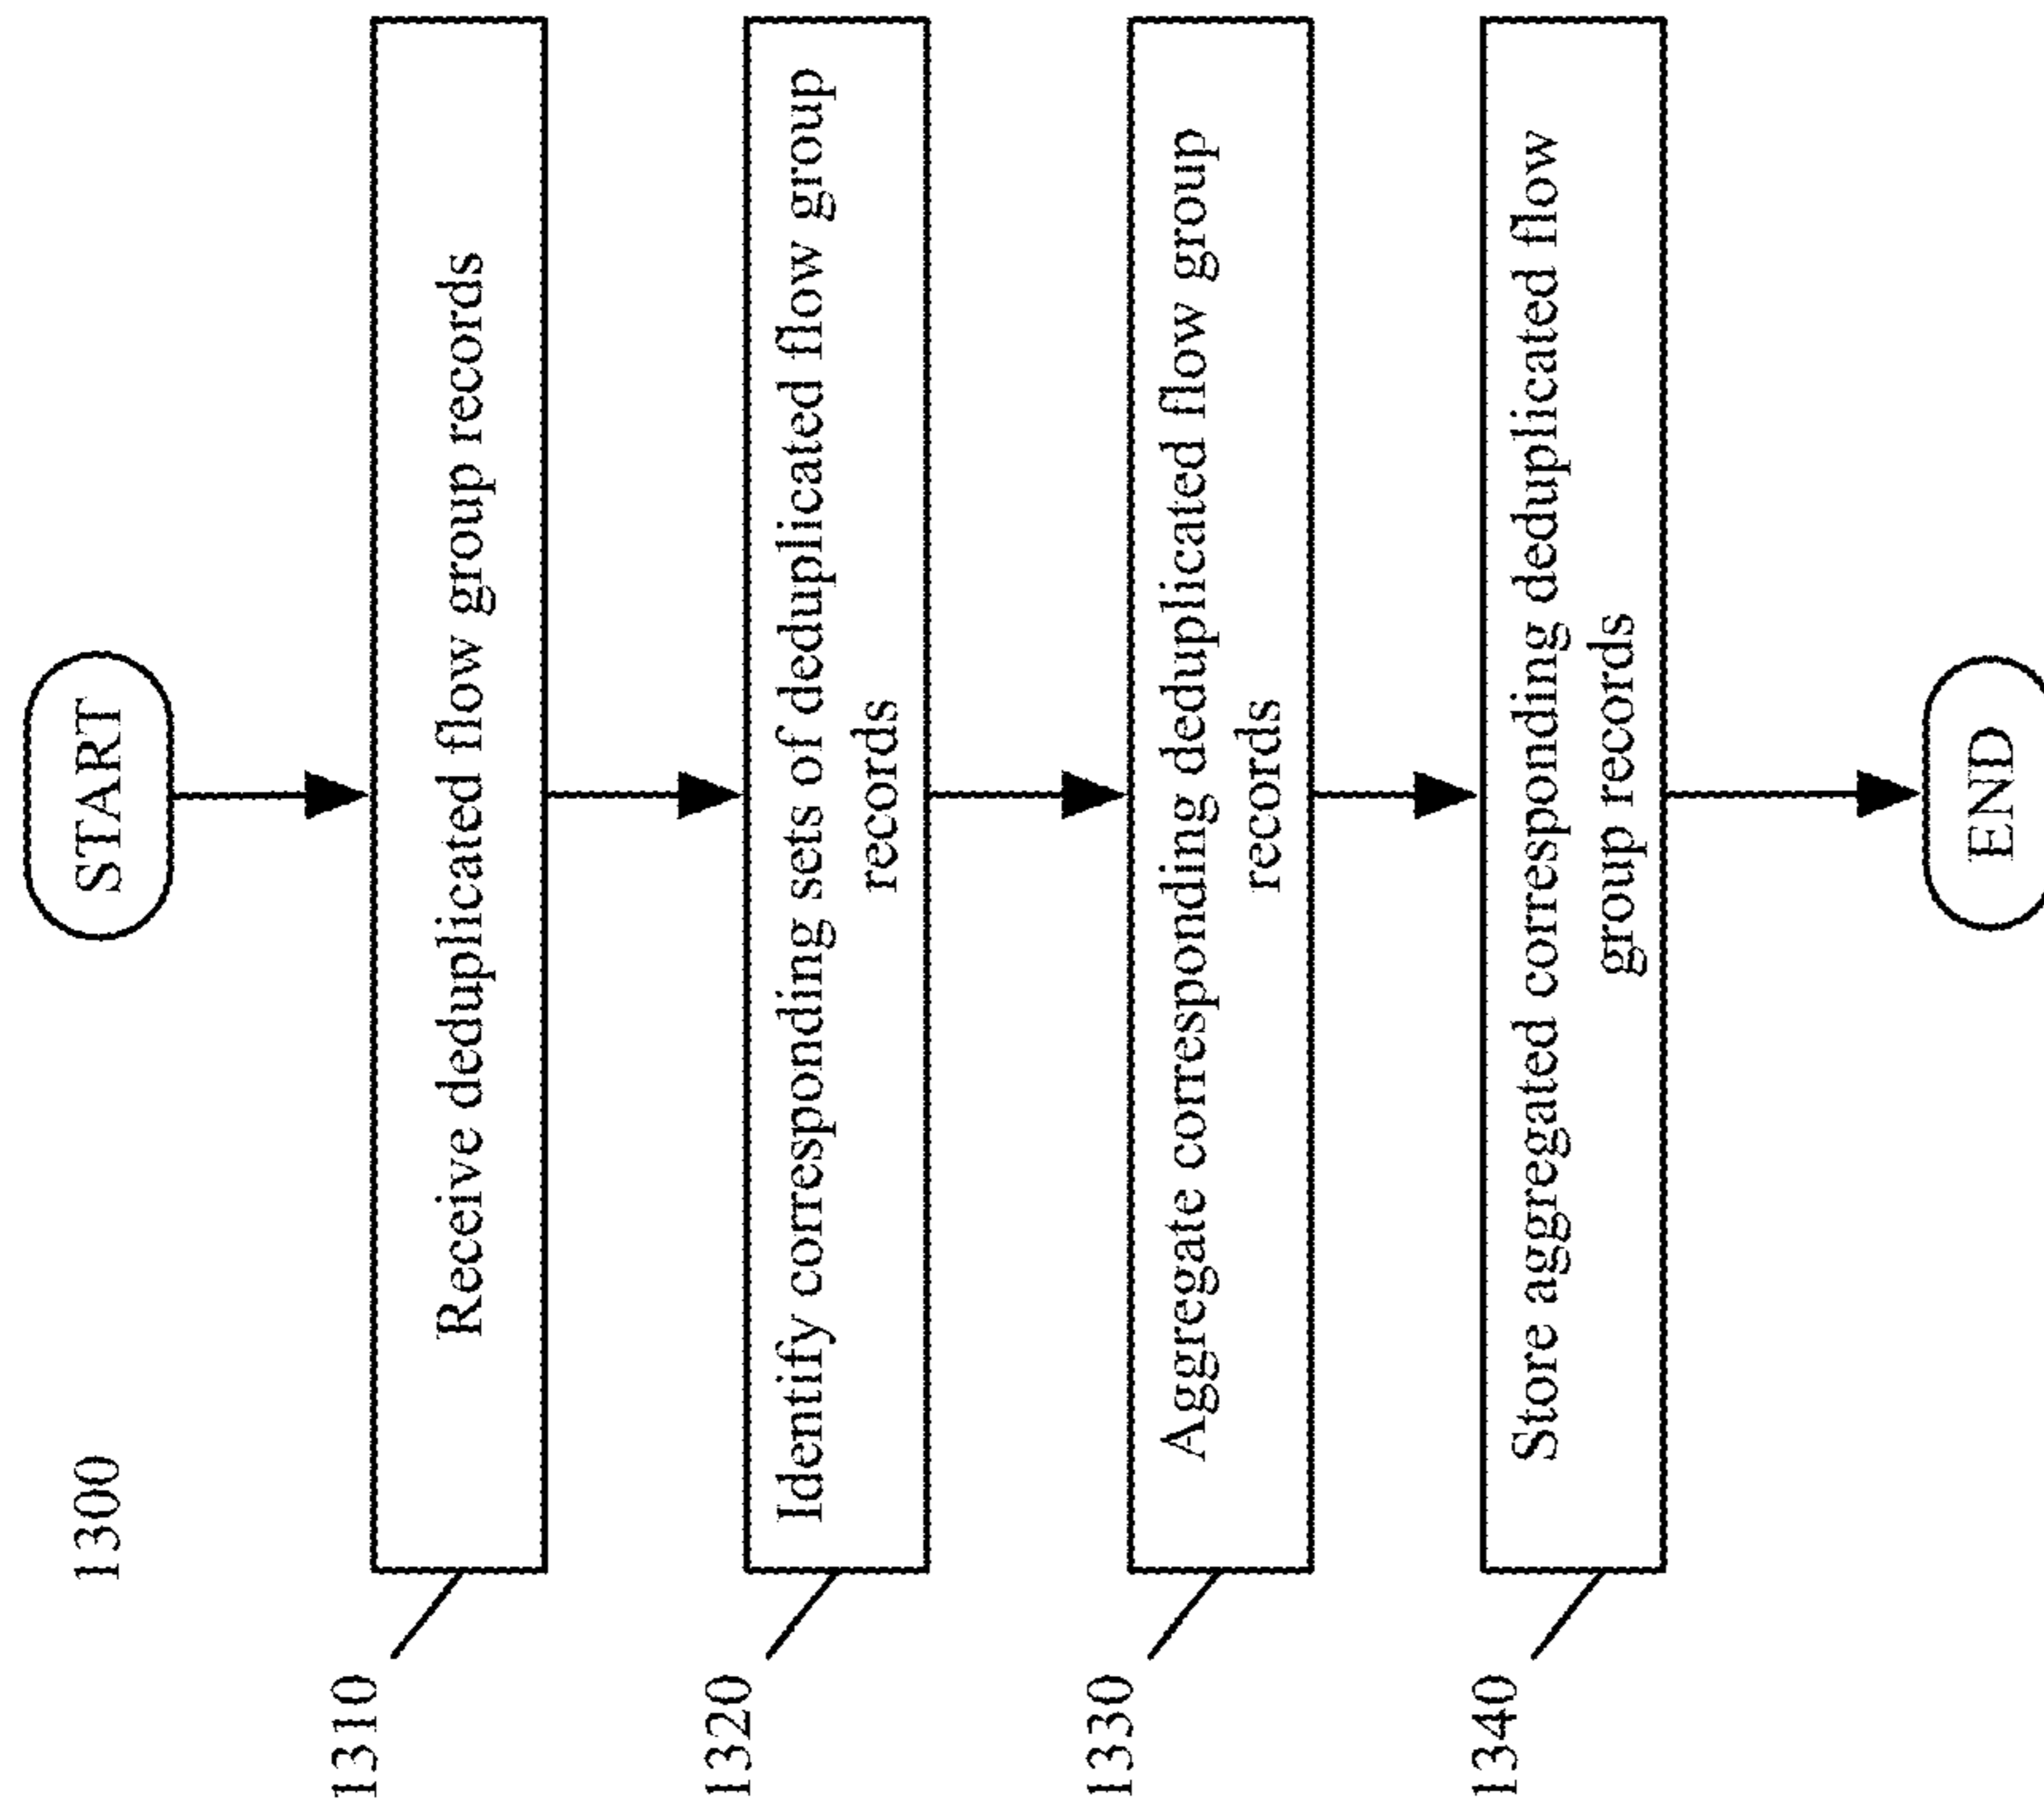 1300
START
1310
Receive deduplicated flow group records
1320
Identify corresponding sets of deduplicated flow group
records
1330
Aggregate corresponding deduplicated flow group
records
1340
Store aggregated corresponding deduplicated flow
group records
END